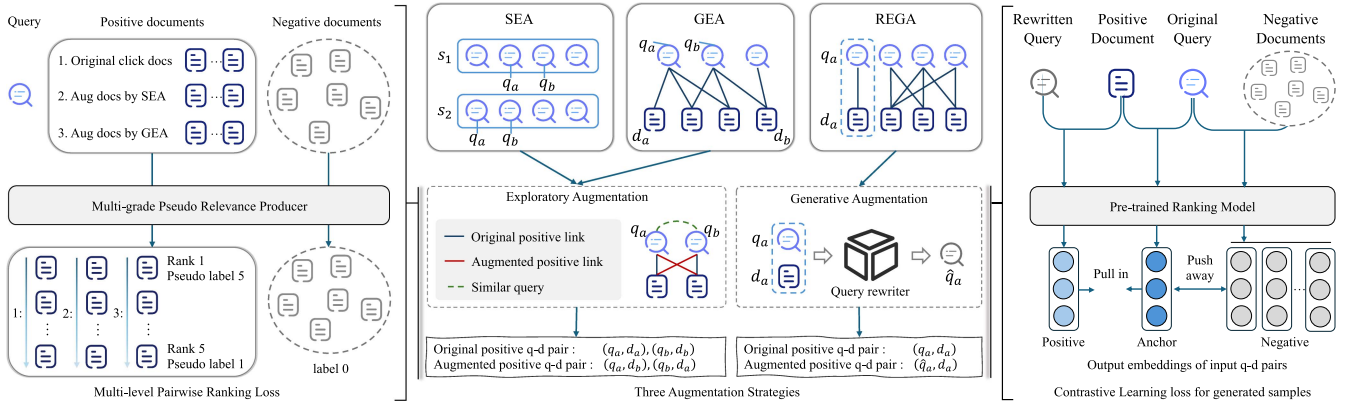 Query
Positive documents
Negative documents
1. Original click docs
...
2. Aug docs by SEA
...
3. Aug docs by GEA
...
Multi-grade Pseudo Relevance Producer
1:
2:
3:
Rank 1
Pseudo label 5
Rank 5
Pseudo label 1
label 0
Multi-level Pairwise Ranking Loss
SEA
s1
qa qb
s2
qa qb
GEA
qa qb
da db
REGA
qa
da
Exploratory Augmentation
Original positive link
Augmented positive link
Similar query
qa qb
Generative Augmentation
qa
da
Query rewriter
q̂a
Original positive q-d pair : (qa, da), (qb, db)
Augmented positive q-d pair : (qa, db), (qb, da)
Original positive q-d pair : (qa, da)
Augmented positive q-d pair : (q̂a, da)
Three Augmentation Strategies
Rewritten Query
Positive Document
Original Query
Negative Documents
Pre-trained Ranking Model
Pull in
Push away
...
Positive
Anchor
Negative
Output embeddings of input q-d pairs
Contrastive Learning loss for generated samples